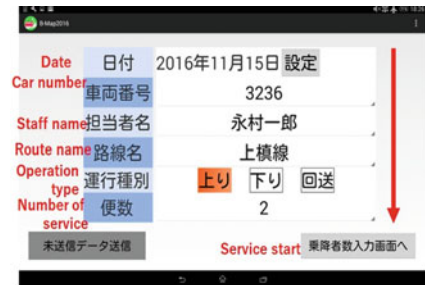 B-Map2016
Date 日付 2016年11月15日 設定
Car number 車両番号 3236
Staff name 担当者名 永村一郎
Route name 路線名 上槙線
Operation type 運行種別 上り 下り 回送
Number of service 便数 2
未送信データ送信 Service start 乗降者数入力画面へ